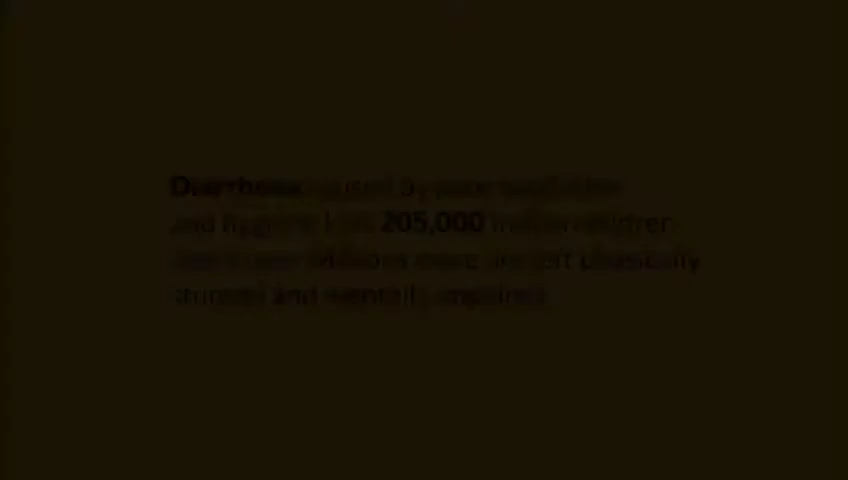 Diarrhoea caused by poor sanitation
and hygiene kills 205,000 Indian children
every year. Millions more are left physically
stunted and mentally impaired.